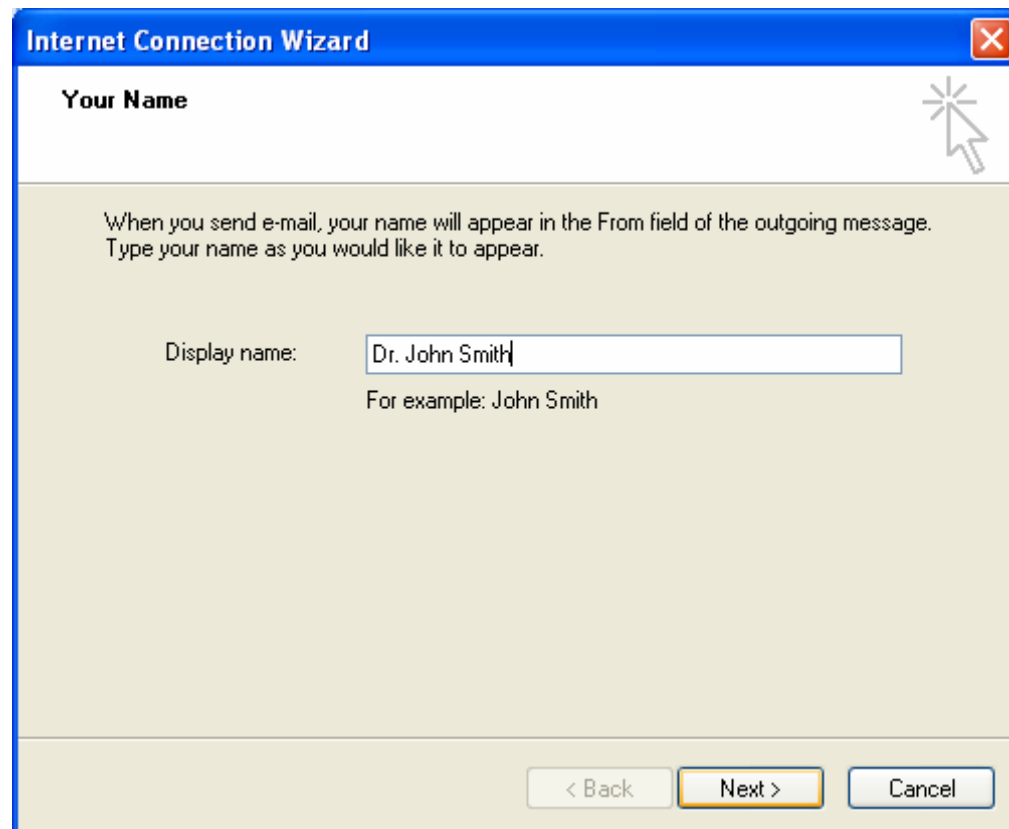 Internet Connection Wizard
Your Name
When you send e-mail, your name will appear in the From field of the outgoing message.
Type your name as you would like it to appear.
Display name: Dr. John Smith
For example: John Smith
< Back Next > Cancel